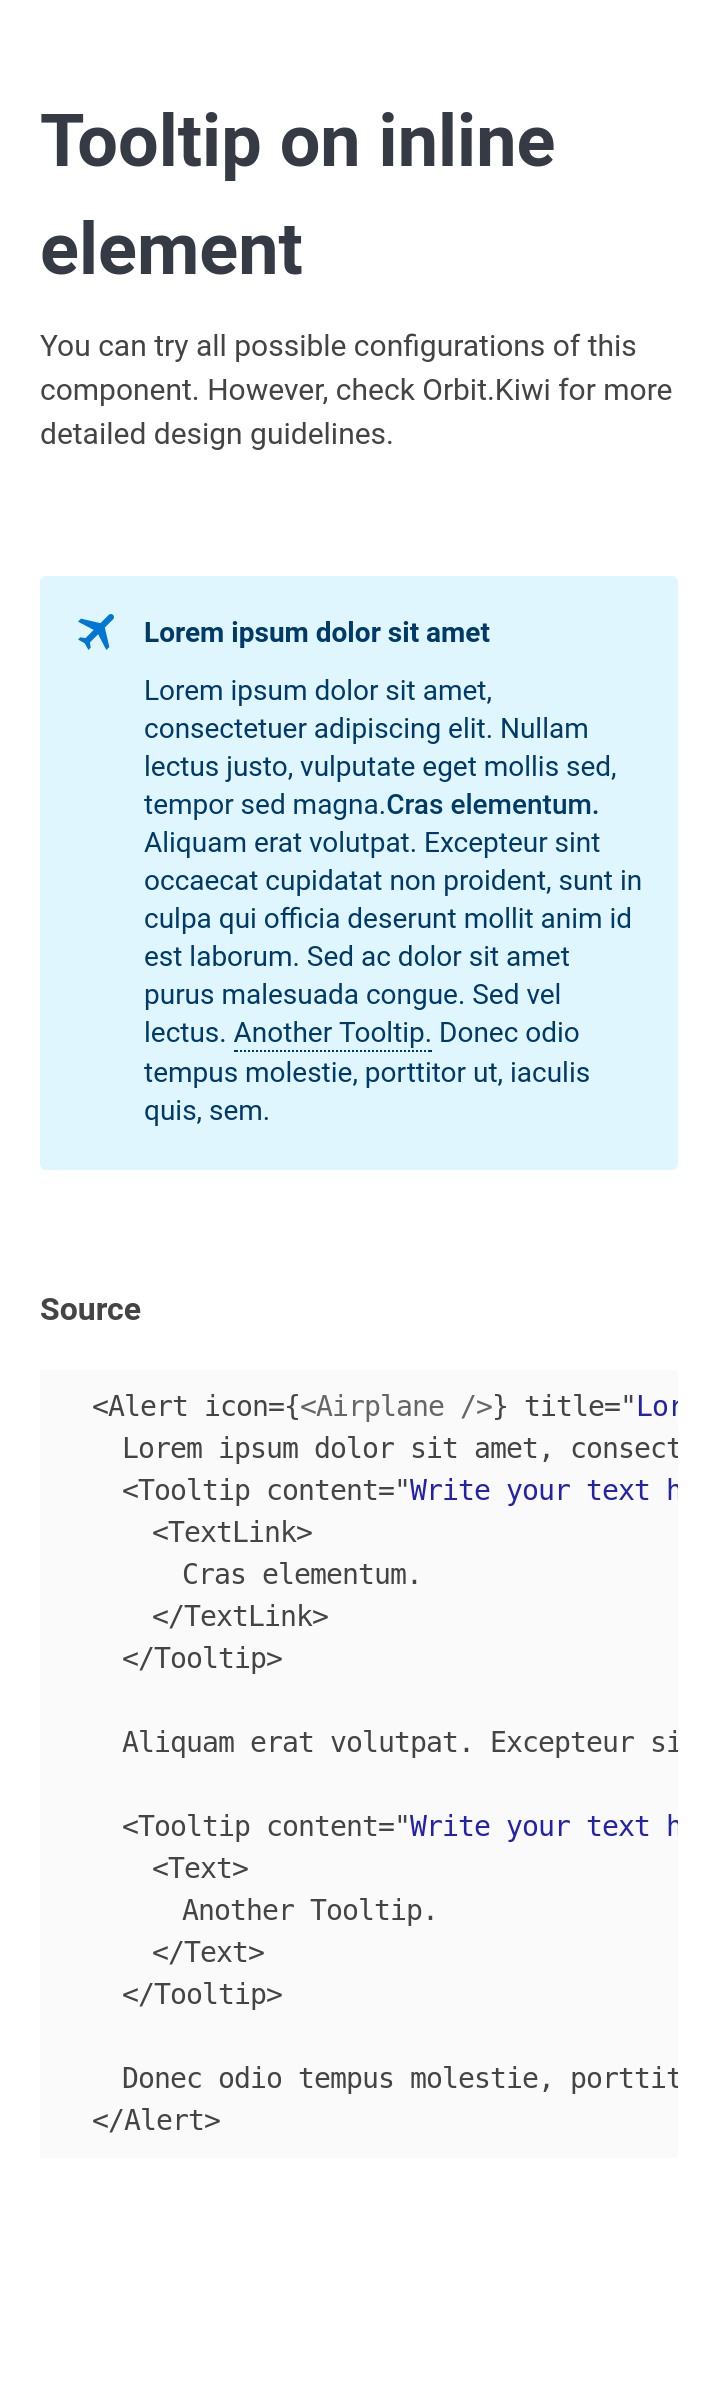 Tooltip on inline
element
You can try all possible configurations of this
component. However, check Orbit.Kiwi for more
detailed design guidelines.
Lorem ipsum dolor sit amet
Lorem ipsum dolor sit amet,
consectetuer adipiscing elit. Nullam
lectus justo, vulputate eget mollis sed,
tempor sed magna.Cras elementum.
Aliquam erat volutpat. Excepteur sint
occaecat cupidatat non proident, sunt in
culpa qui officia deserunt mollit anim id
est laborum. Sed ac dolor sit amet
purus malesuada congue. Sed vel
lectus. Another Tooltip. Donec odio
tempus molestie, porttitor ut, iaculis
quis, sem.
Source
<Alert icon={<Airplane />} title="Lor
Lorem ipsum dolor sit amet, consect
<Tooltip content="Write your text h
<TextLink>
Cras elementum.
</TextLink>
</Tooltip>
Aliquam erat volutpat. Excepteur si
<Tooltip content="Write your text h
<Text>
Another Tooltip.
</Text>
</Tooltip>
Donec odio tempus molestie, porttit
</Alert>